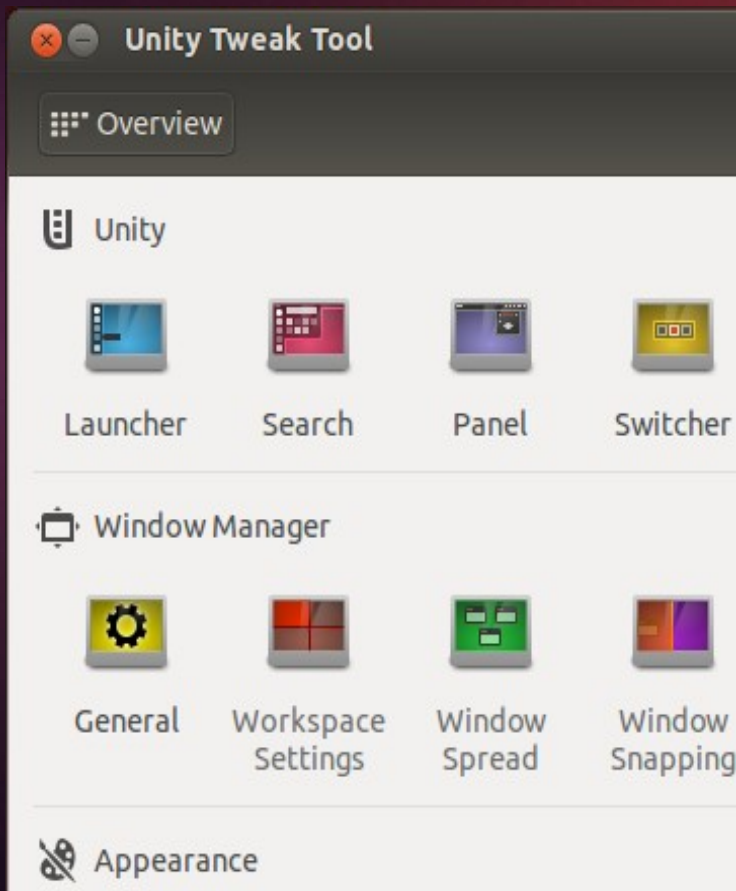 Unity Tweak Tool
Overview
Unity
Launcher Search Panel Switcher
Window Manager
General Workspace Settings Window Spread Window Snapping
Appearance